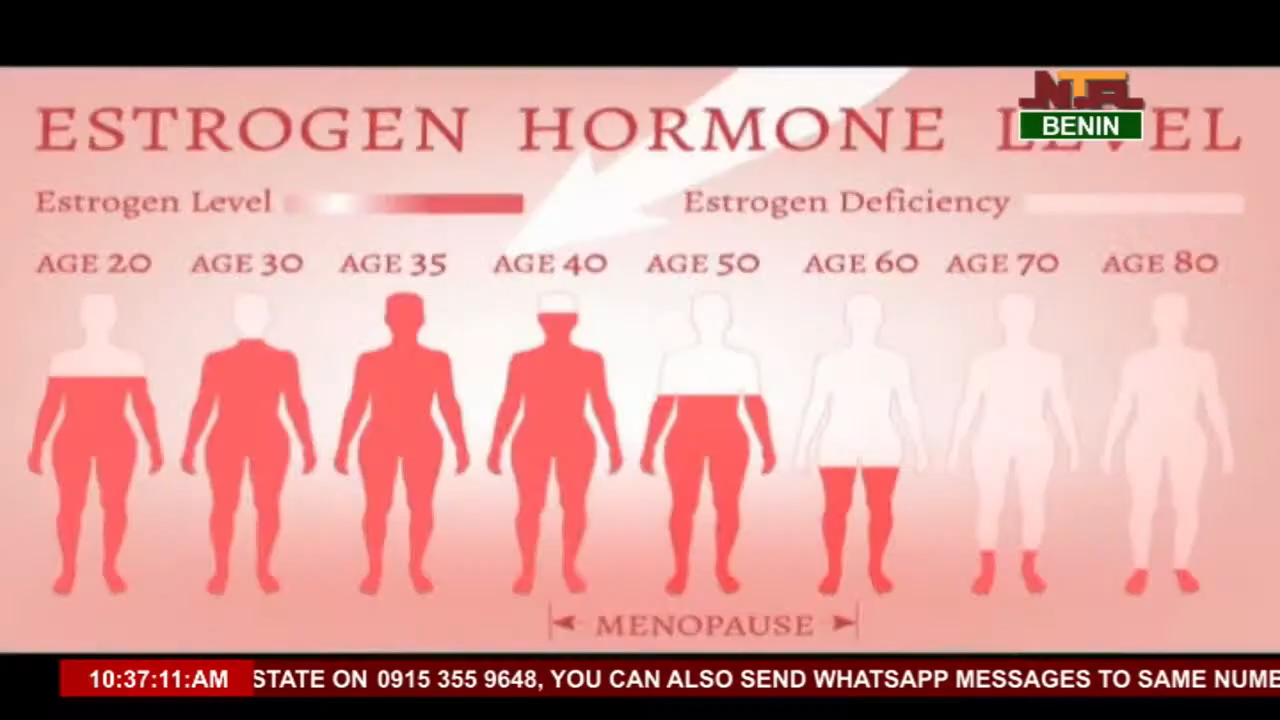 ESTROGEN HORMONE LEVEL
NTA
BENIN
Estrogen Level
Estrogen Deficiency
AGE 20 AGE 30 AGE 35 AGE 40 AGE 50 AGE 60 AGE 70 AGE 80
MENOPAUSE
10:37:11:AM STATE ON 0915 355 9648, YOU CAN ALSO SEND WHATSAPP MESSAGES TO SAME NUMB